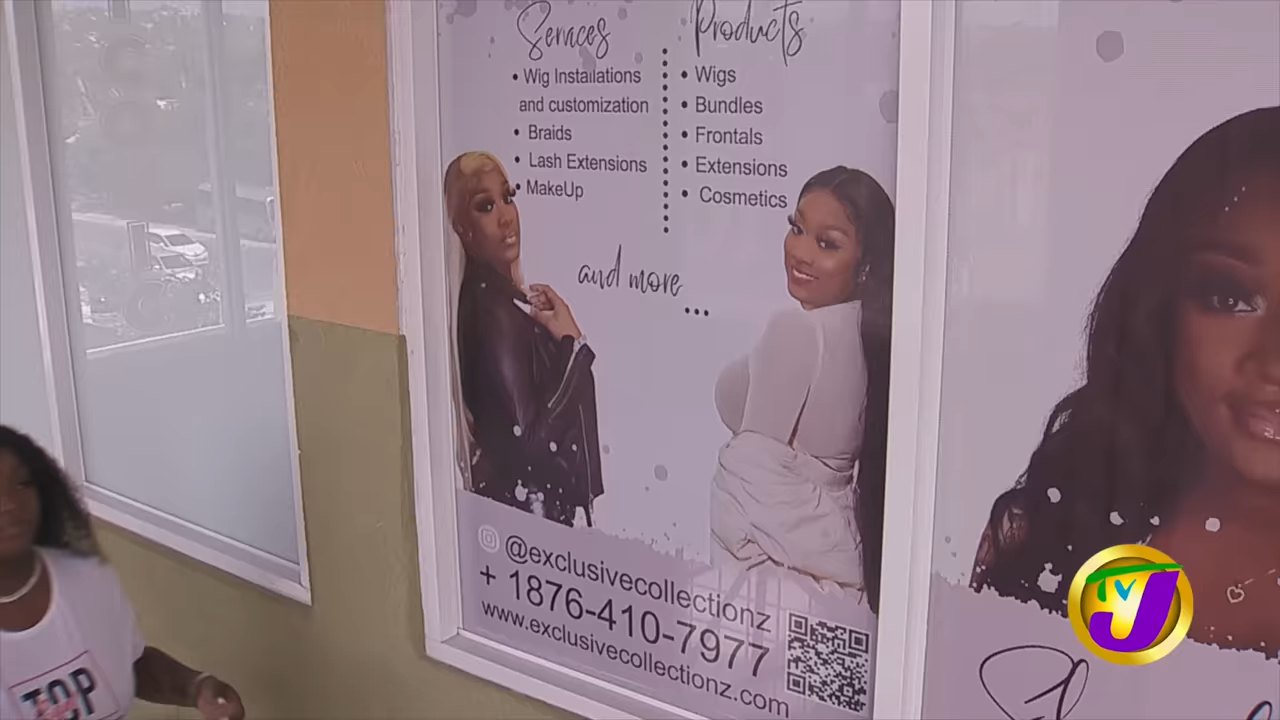 Services
• Wig Installations
and customization
• Braids
• Lash Extensions
• MakeUp
Products
• Wigs
• Bundles
• Frontals
• Extensions
• Cosmetics
and more
...
@exclusivecollectionz
+ 1876-410-7977
www.exclusivecollectionz.com
TOP
TVJ